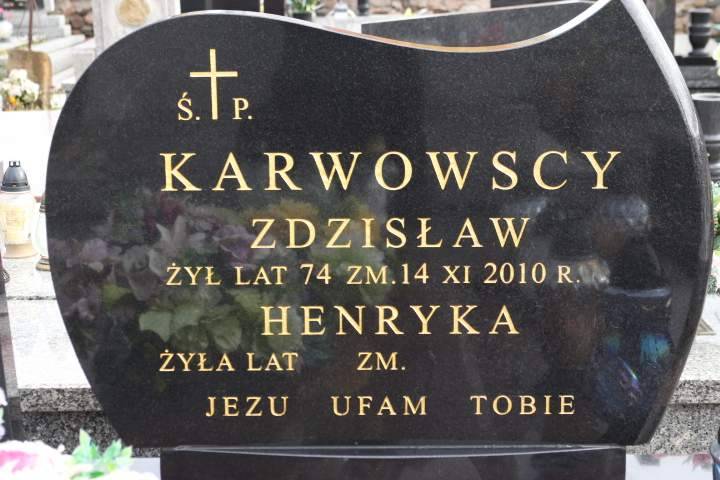 Ś. P.
KARWOWSCY
ZDZISŁAW
ŻYŁ LAT 74 ZM.14 XI 2010 R.
HENRYKA
ŻYŁA LAT ZM.
JEZU UFAM TOBIE